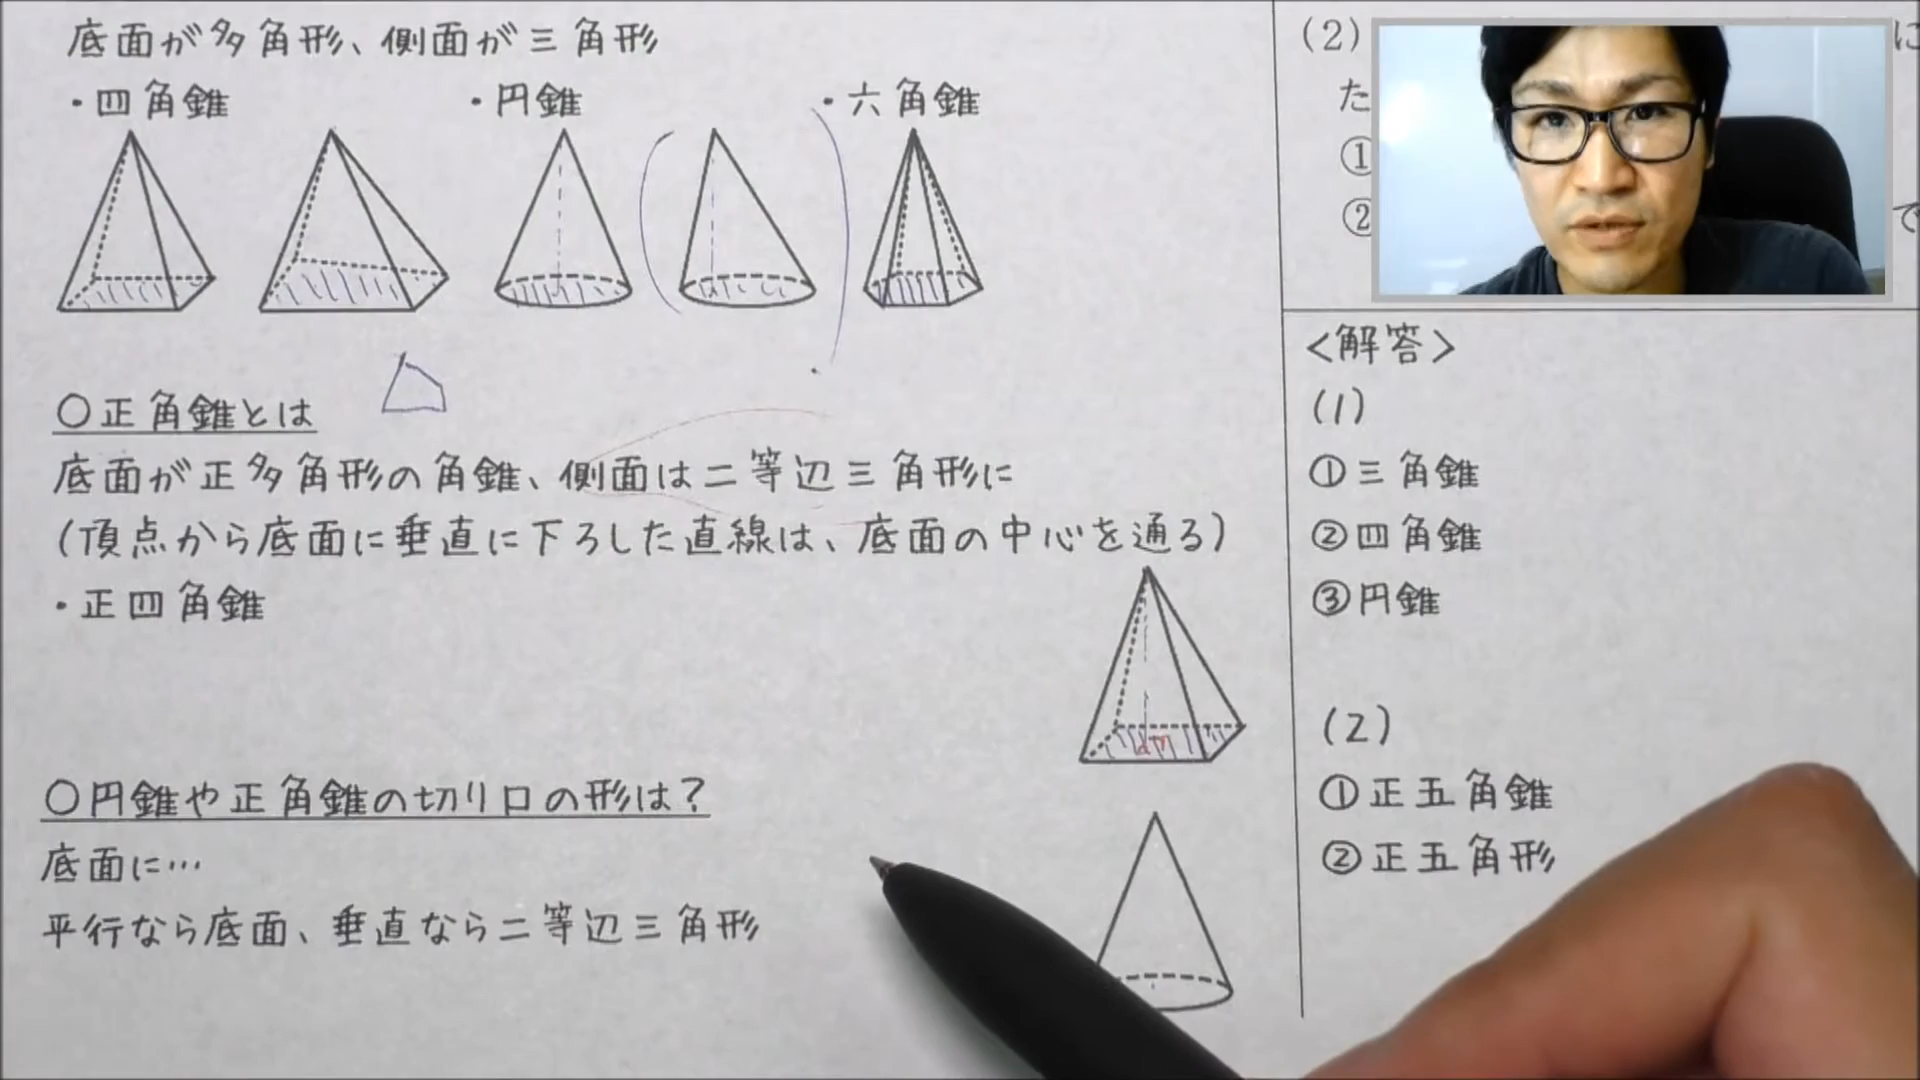 底面が多角形、側面が三角形
・四角錐
・円錐
・六角錐
○正角錐とは
底面が正多角形の角錐、側面は二等辺三角形に
(頂点から底面に垂直に下ろした直線は、底面の中心を通る)
・正四角錐
○円錐や正角錐の切り口の形は?
底面に…
平行なら底面、垂直なら二等辺三角形
(2)
に
た
①
②
で
<解答>
(1)
①三角錐
②四角錐
③円錐
(2)
①正五角錐
②正五角形